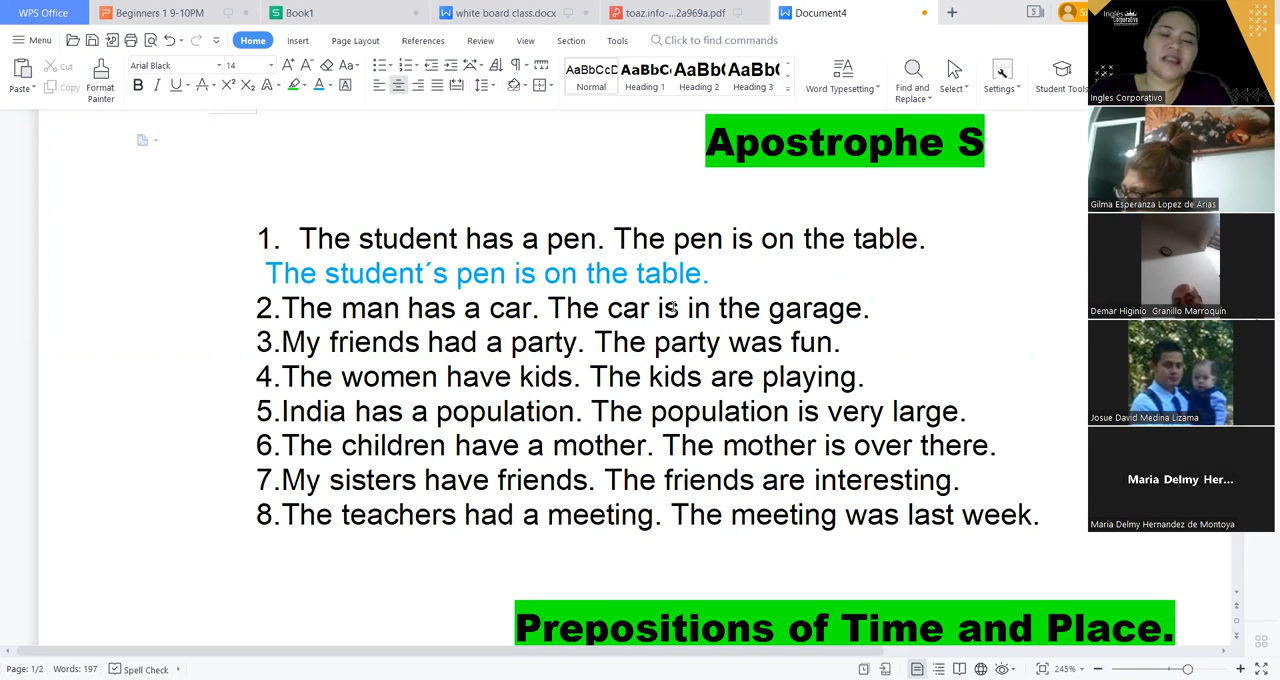 WPS Office
Beginners 1 9-10PM
Book1
white board class.docx
toaz.info-...2a969a.pdf
Document4
Menu
Home
Insert
Page Layout
References
Review
View
Section
Tools
Click to find commands
Paste
Cut
Copy
Format Painter
Arial Black
14
AaBbCcD
Normal
AaBbC
Heading 1
AaBb
Heading 2
AaBb
Heading 3
Word Typesetting
Find and Replace
Select
Settings
Student Tools
Inglés Corporativo
Ingles Corporativo
Gilma Esperanza Lopez de Arias
Demar Higinio Granillo Marroquin
Josue David Medina Lizama
Maria Delmy Her...
Maria Delmy Hernandez de Montoya
Apostrophe S
1. The student has a pen. The pen is on the table.
The student´s pen is on the table.
2.The man has a car. The car is in the garage.
3.My friends had a party. The party was fun.
4.The women have kids. The kids are playing.
5.India has a population. The population is very large.
6.The children have a mother. The mother is over there.
7.My sisters have friends. The friends are interesting.
8.The teachers had a meeting. The meeting was last week.
Prepositions of Time and Place.
Page: 1/2
Words: 197
Spell Check
245%